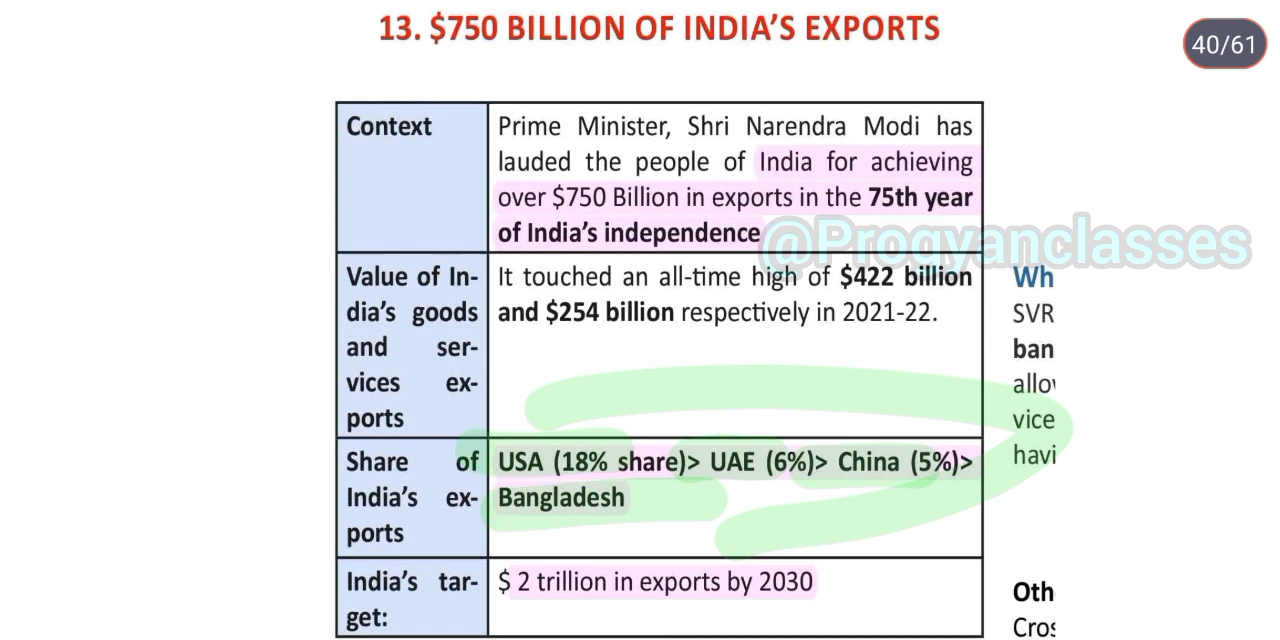 13. $750 BILLION OF INDIA’S EXPORTS
40/61
Context
Prime Minister, Shri Narendra Modi has
lauded the people of India for achieving
over $750 Billion in exports in the 75th year
of India’s independence
@Proqyanclasses
Value of In-
dia’s goods
and ser-
vices ex-
ports
It touched an all-time high of $422 billion
and $254 billion respectively in 2021-22.
Share of
India’s ex-
ports
USA (18% share)> UAE (6%)> China (5%)>
Bangladesh
India’s tar-
get:
$ 2 trillion in exports by 2030
Wh
SVR
ban
allo
vice
havi
Oth
Cros